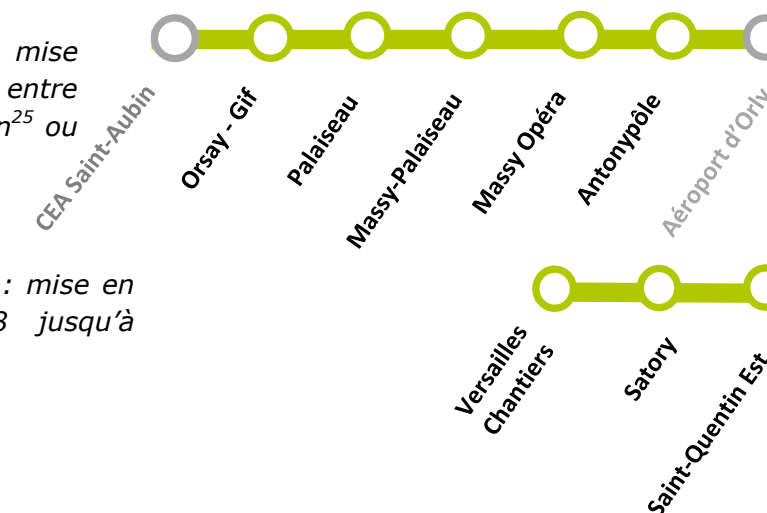 mise
entre
n25 ou
CEA Saint-Aubin
Orsay - Gif
Palaiseau
Massy-Palaiseau
Massy Opéra
Antonypôle
Aéroport d'Orly
: mise en
jusqu'à
Versailles
Chantiers
Satory
Saint-Quentin Est